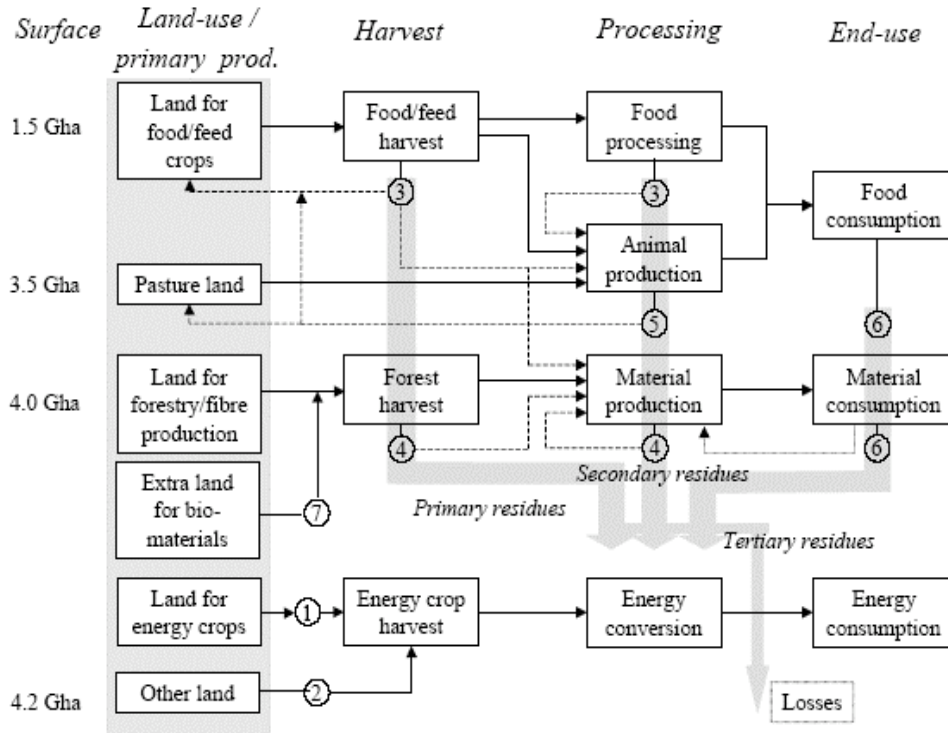 Surface
Land-use /
primary prod.
Harvest
Processing
End-use
1.5 Gha
Land for
food/feed
crops
Food/feed
harvest
Food
processing
3
3
Food
consumption
Animal
production
3.5 Gha
Pasture land
5
6
4.0 Gha
Land for
forestry/fibre
production
Forest
harvest
Material
production
Material
consumption
4
4
6
Secondary residues
Extra land
for bio-
materials
7
Primary residues
Tertiary residues
Land for
energy crops
1
Energy crop
harvest
Energy
conversion
Energy
consumption
4.2 Gha
Other land
2
Losses